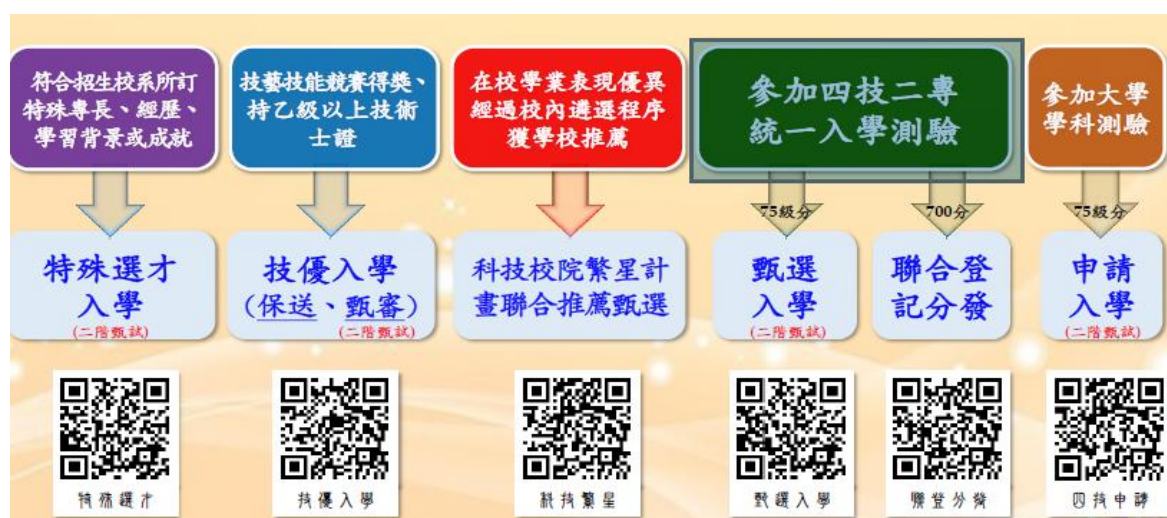 符合招生校系所訂
特殊專長、經歷、
學習背景或成就
技藝技能競賽得獎、
持乙級以上技術
士證
在校學業表現優異
經過校內遴選程序
獲學校推薦
參加四技二專
統一入學測驗
參加大學
學科測驗
75級分
700分
75級分
特殊選才
入學
(二階甄試)
技優入學
(保送、甄審)
(二階甄試)
科技校院繁星計
畫聯合推薦甄選
甄選
入學
(二階甄試)
聯合登
記分發
申請
入學
(二階甄試)
特殊選才
技優入學
科技繁星
甄選入學
聯登分發
四技申請